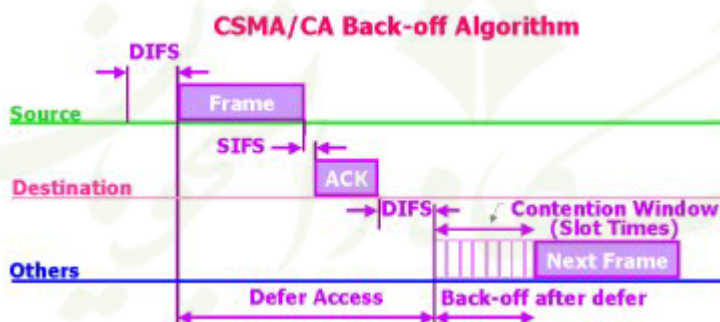 CSMA/CA Back-off Algorithm
DIFS
Frame
Source
SIFS
ACK
Destination
DIFS
Contention Window
(Slot Times)
Next Frame
Others
Defer Access
Back-off after defer